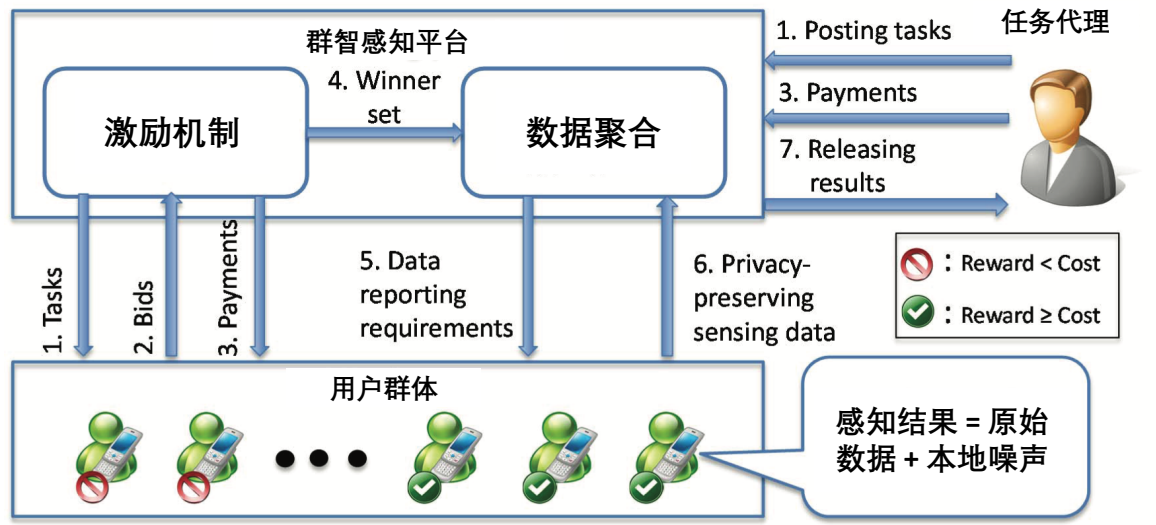 群智感知平台
激励机制
4. Winner
set
数据聚合
1. Posting tasks
3. Payments
7. Releasing
results
任务代理
1. Tasks
2. Bids
3. Payments
5. Data
reporting
requirements
6. Privacy-
preserving
sensing data
: Reward < Cost
: Reward ≥ Cost
用户群体
感知结果 = 原始
数据 + 本地噪声